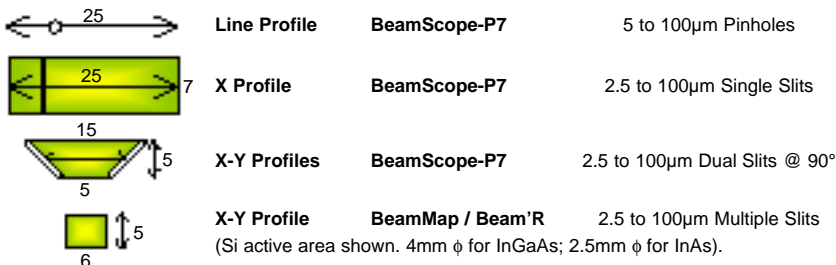 25 Line Profile BeamScope-P7 5 to 100µm Pinholes
25 7 X Profile BeamScope-P7 2.5 to 100µm Single Slits
15
5 X-Y Profiles BeamScope-P7 2.5 to 100µm Dual Slits @ 90°
5
X-Y Profile BeamMap / Beam'R 2.5 to 100µm Multiple Slits
5 (Si active area shown. 4mm ϕ for InGaAs; 2.5mm ϕ for InAs).
6